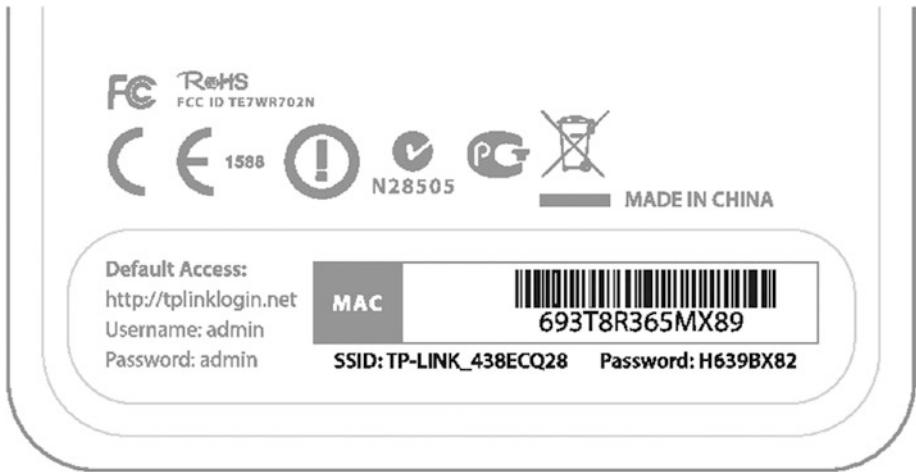 FC RoHS
FCC ID TE7WR702N
CE 1588
N28505
PG
MADE IN CHINA
Default Access:
http://tplinklogin.net
Username: admin
Password: admin
MAC
693T8R365MX89
SSID: TP-LINK_438ECQ28 Password: H639BX82